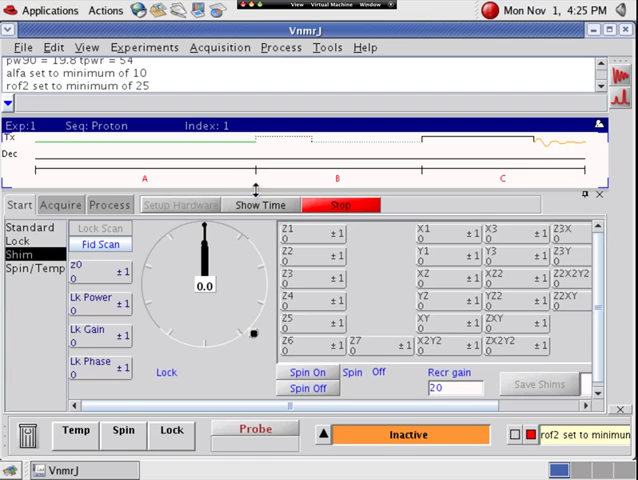 View Virtual Machine Window
Applications Actions Mon Nov 1, 4:25 PM
VnmrJ
File Edit View Experiments Acquisition Process Tools Help
pw90 = 19.8 tpwr = 54
alfa set to minimum of 10
rof2 set to minimum of 25
Exp:1 Seq: Proton Index: 1
Tx
Dec
A B C
Start Acquire Process Setup Hardware Show Time Stop
Standard
Lock
Shim
Spin/Temp
Lock Scan
Fid Scan
z0
0 ±1
Lk Power
0 ±1
Lk Gain
0 ±1
Lk Phase
0 ±1
0.0
Lock
Z1 X1 X3 Z3X
0 ±1 0 ±1 0 ±1 0
Z2 Y1 Y3 Z3Y
0 ±1 0 ±1 0 ±1 0
Z3 XZ XZ2 Z2X2Y2
0 ±1 0 ±1 0 ±1 0
Z4 YZ YZ2 Z2XY
0 ±1 0 ±1 0 ±1 0
Z5 XY ZXY
0 ±1 0 ±1 0 ±1
Z6 Z7 X2Y2 ZX2Y2
0 ±1 0 ±1 0 ±1 0 ±1
Spin On Spin Off Recr gain
Spin Off 20 Save Shims
Temp Spin Lock Probe Inactive rof2 set to minimun
VnmrJ